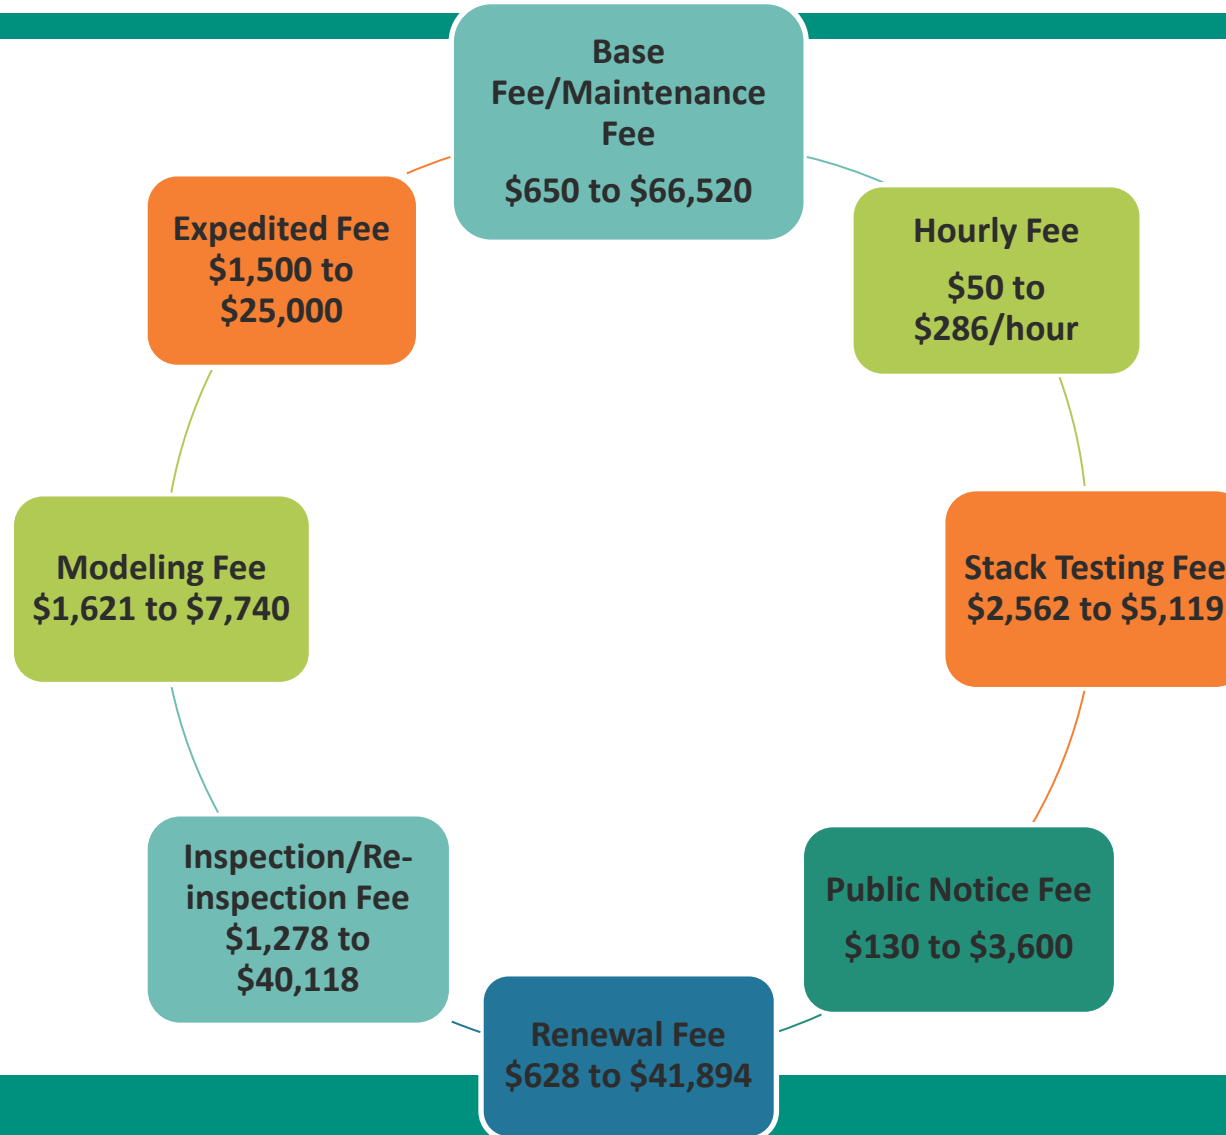 Base
Fee/Maintenance
Fee
$650 to $66,520
Hourly Fee
$50 to
$286/hour
Stack Testing Fee
$2,562 to $5,119
Public Notice Fee
$130 to $3,600
Renewal Fee
$628 to $41,894
Inspection/Re-
inspection Fee
$1,278 to
$40,118
Modeling Fee
$1,621 to $7,740
Expedited Fee
$1,500 to
$25,000